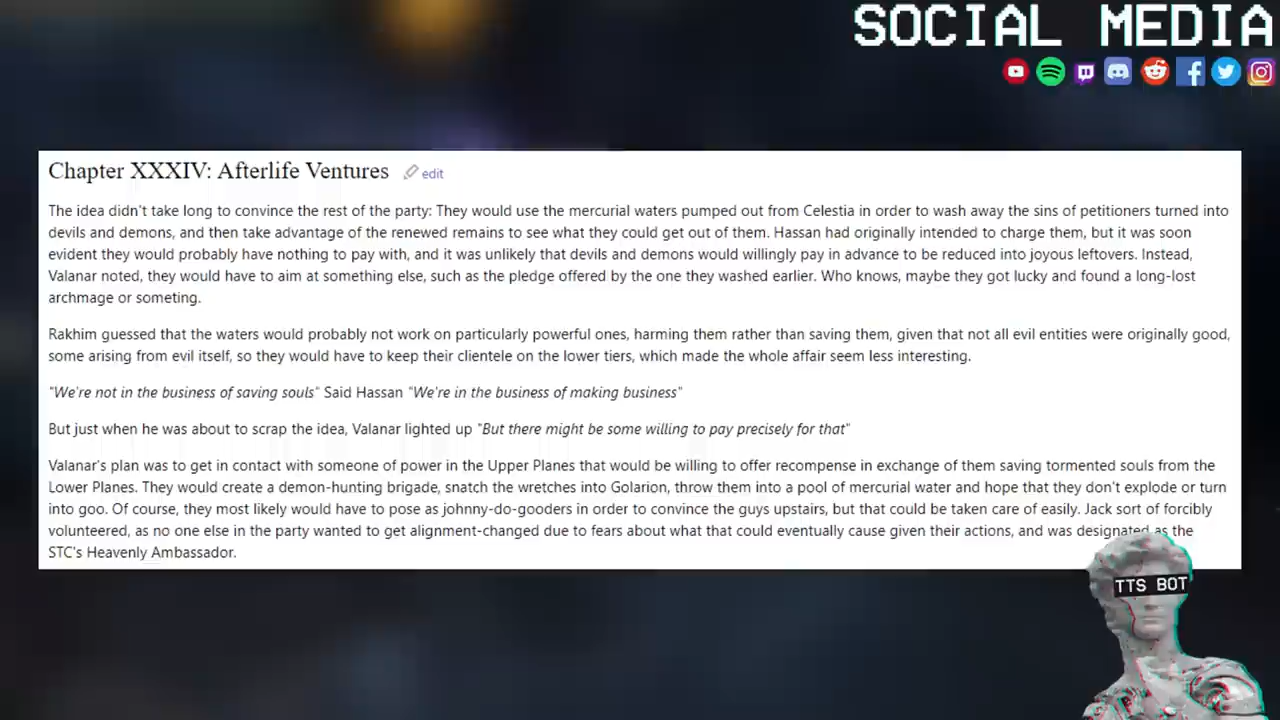 SOCIAL MEDIA
Chapter XXXIV: Afterlife Ventures edit
The idea didn't take long to convince the rest of the party: They would use the mercurial waters pumped out from Celestia in order to wash away the sins of petitioners turned into
devils and demons, and then take advantage of the renewed remains to see what they could get out of them. Hassan had originally intended to charge them, but it was soon
evident they would probably have nothing to pay with, and it was unlikely that devils and demons would willingly pay in advance to be reduced into joyous leftovers. Instead,
Valanar noted, they would have to aim at something else, such as the pledge offered by the one they washed earlier. Who knows, maybe they got lucky and found a long-lost
archmage or someting.
Rakhim guessed that the waters would probably not work on particularly powerful ones, harming them rather than saving them, given that not all evil entities were originally good,
some arising from evil itself, so they would have to keep their clientele on the lower tiers, which made the whole affair seem less interesting.
"We're not in the business of saving souls" Said Hassan "We're in the business of making business"
But just when he was about to scrap the idea, Valanar lighted up "But there might be some willing to pay precisely for that"
Valanar's plan was to get in contact with someone of power in the Upper Planes that would be willing to offer recompense in exchange of them saving tormented souls from the
Lower Planes. They would create a demon-hunting brigade, snatch the wretches into Golarion, throw them into a pool of mercurial water and hope that they don't explode or turn
into goo. Of course, they most likely would have to pose as johnny-do-gooders in order to convince the guys upstairs, but that could be taken care of easily. Jack sort of forcibly
volunteered, as no one else in the party wanted to get alignment-changed due to fears about what that could eventually cause given their actions, and was designated as the
STC's Heavenly Ambassador.
TTS BOT